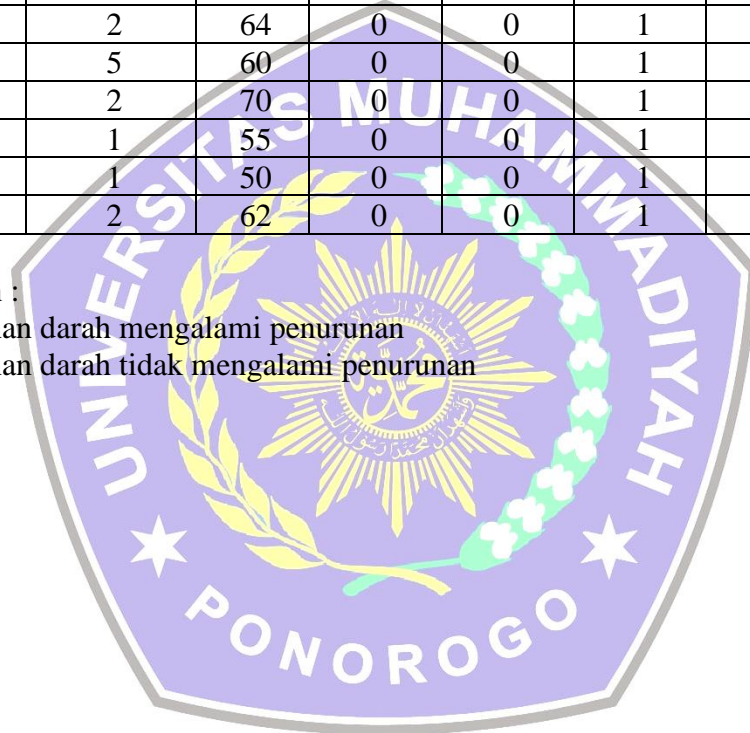 2 64 0 0 1
5 60 0 0 1
2 70 0 0 1
1 55 0 0 1
1 50 0 0 1
2 62 0 0 1
:
darah mengalami penurunan
darah tidak mengalami penurunan
UNIVERSITAS MUHAMMADIYAH
PONOROGO
محمد